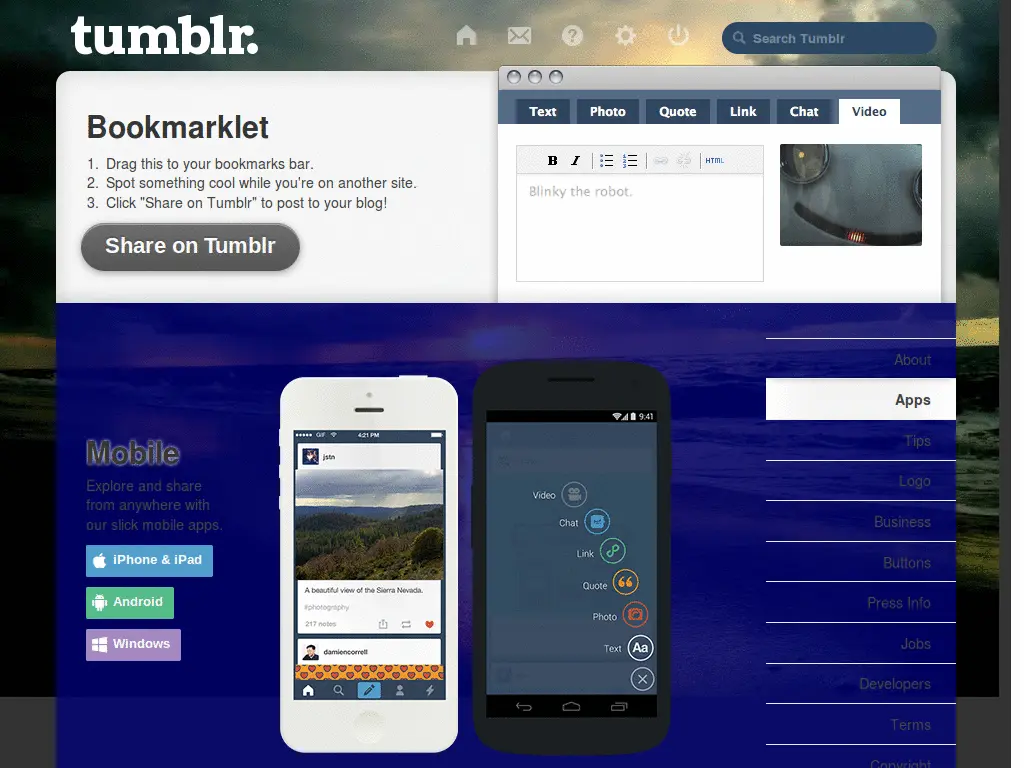 tumblr.
Search Tumblr
Bookmarklet
1. Drag this to your bookmarks bar.
2. Spot something cool while you're on another site.
3. Click "Share on Tumblr" to post to your blog!
Share on Tumblr
Text Photo Quote Link Chat Video
B I HTML
Blinky the robot.
Mobile
Explore and share
from anywhere with
our slick mobile apps.
iPhone & iPad
Android
Windows
GIF 4:21 PM
jstn
A beautiful view of the Sierra Nevada.
#photography
217 notes
damiencorrell
9:41
Video
Chat
Link
Quote
Photo
Text Aa
About
Apps
Tips
Logo
Business
Buttons
Press Info
Jobs
Developers
Terms
Copyright